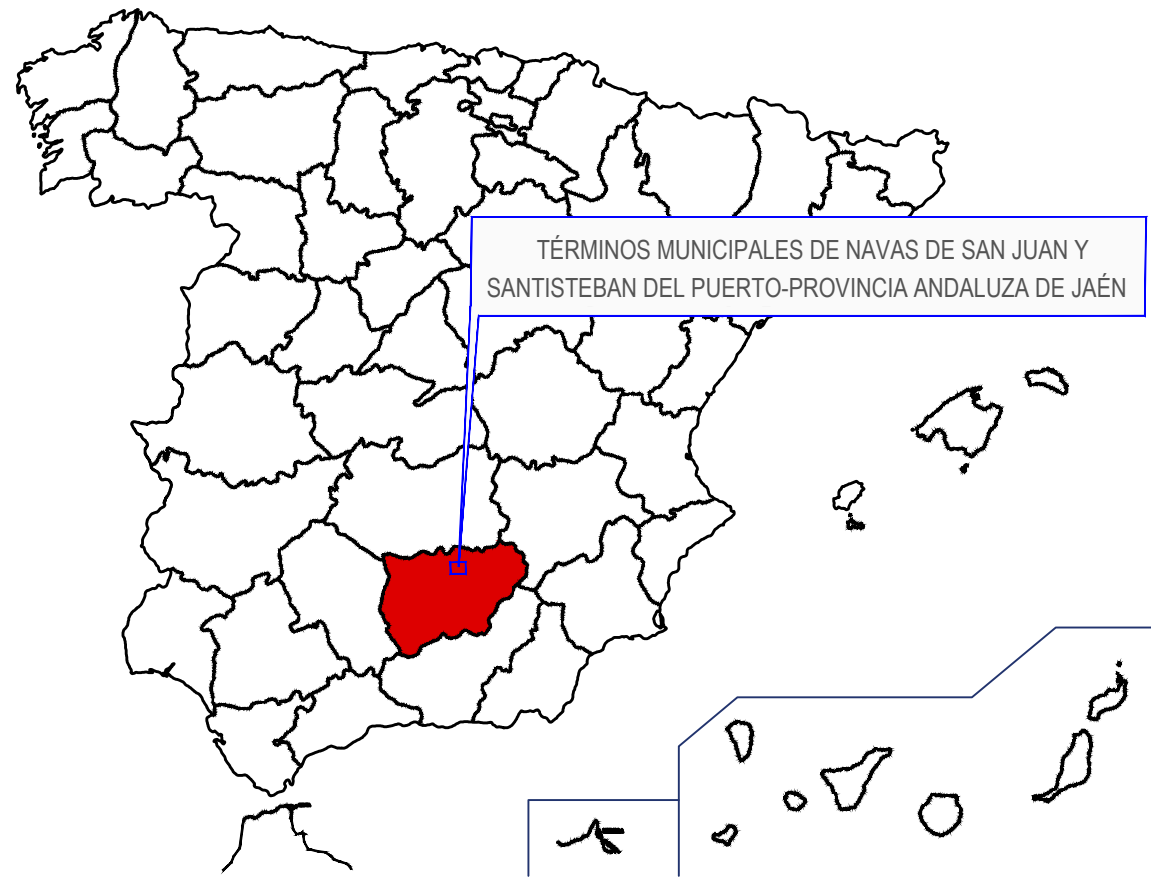 TÉRMINOS MUNICIPALES DE NAVAS DE SAN JUAN Y
SANTISTEBAN DEL PUERTO-PROVINCIA ANDALUZA DE JAÉN